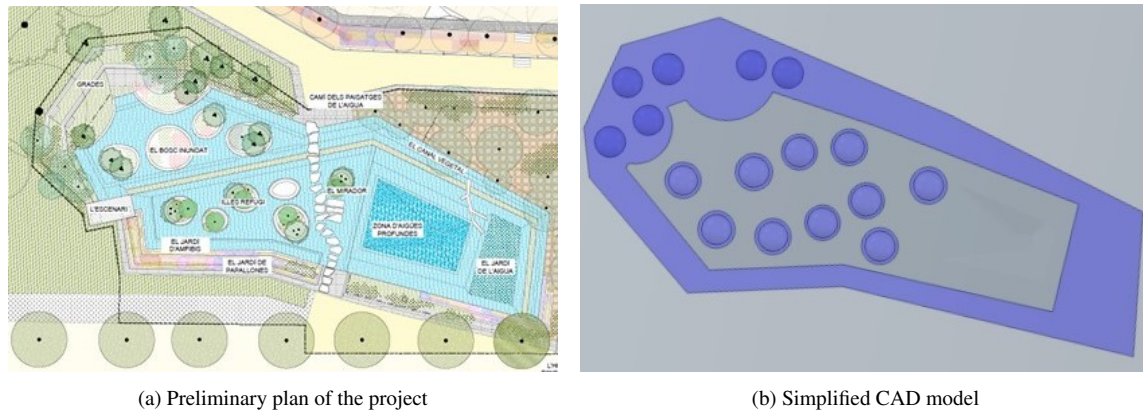 GRADES
CAMÍ DELS PAISATGES
DE L'AIGUA
EL BOSC INUNDAT
EL CANAL VEGETAL
EL MIRADOR
ILLES REFUGI
L'ESCENARI
ZONA D'AIGÜES
PROFUNDES
EL JARDÍ
D'AMFIBIS
EL JARDÍ DE
PAPALLONES
EL JARDÍ
DE L'AIGUA
(a) Preliminary plan of the project
(b) Simplified CAD model